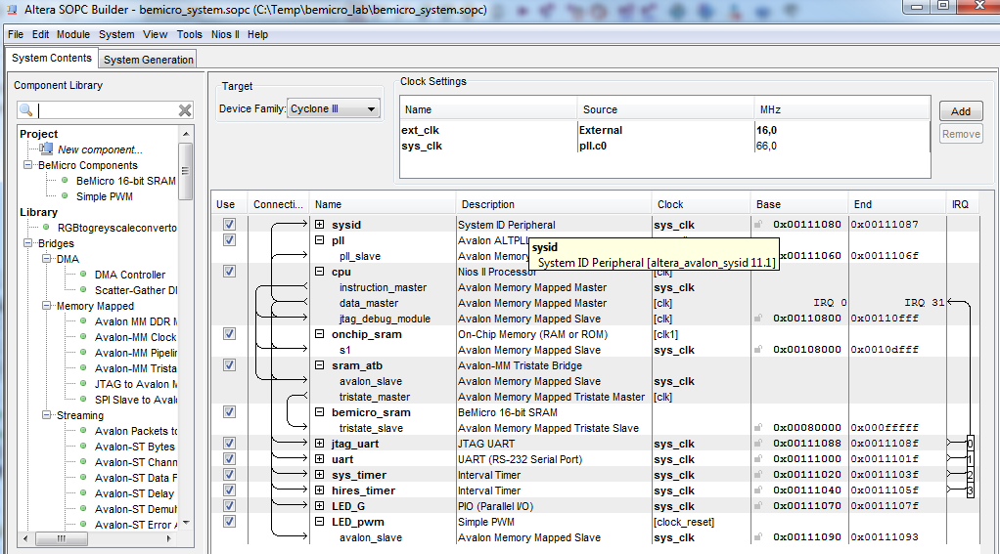 Altera SOPC Builder - bemicro_system.sopc (C:\Temp\bemicro_lab\bemicro_system.sopc)
File Edit Module System View Tools Nios II Help
System Contents System Generation
Component Library
Project
New component...
BeMicro Components
BeMicro 16-bit SRAM
Simple PWM
Library
RGBtogreyscaleconverto
Bridges
DMA
DMA Controller
Scatter-Gather DI
Memory Mapped
Avalon MM DDR M
Avalon-MM Clock
Avalon-MM Pipelin
Avalon-MM Trista
JTAG to Avalon M
SPI Slave to Aval
Streaming
Avalon Packets to
Avalon-ST Bytes
Avalon-ST Chann
Avalon-ST Data F
Avalon-ST Delay
Avalon-ST Demult
Avalon-ST Error A
Target
Device Family: Cyclone III
Clock Settings
Name Source MHz
ext_clk External 16,0
sys_clk pll.c0 66,0
Add
Remove
Use Connecti... Name Description Clock Base End IRQ
sysid System ID Peripheral sys_clk 0x00111080 0x00111087
pll Avalon ALTPLL
pll_slave Avalon Memory 0x00111060 0x0011106f
sysid
System ID Peripheral [altera_avalon_sysid 11.1]
cpu Nios II Processor [clk]
instruction_master Avalon Memory Mapped Master sys_clk
data_master Avalon Memory Mapped Master [clk] IRQ 0 IRQ 31
jtag_debug_module Avalon Memory Mapped Slave [clk] 0x00110800 0x00110fff
onchip_sram On-Chip Memory (RAM or ROM) [clk1]
s1 Avalon Memory Mapped Slave sys_clk 0x00108000 0x0010dfff
sram_atb Avalon-MM Tristate Bridge
avalon_slave Avalon Memory Mapped Slave sys_clk
tristate_master Avalon Memory Mapped Tristate Master [clk]
bemicro_sram BeMicro 16-bit SRAM
tristate_slave Avalon Memory Mapped Tristate Slave 0x00080000 0x000fffff
jtag_uart JTAG UART sys_clk 0x00111088 0x0011108f 0
uart UART (RS-232 Serial Port) sys_clk 0x00111000 0x0011101f 1
sys_timer Interval Timer sys_clk 0x00111020 0x0011103f 2
hires_timer Interval Timer sys_clk 0x00111040 0x0011105f 3
LED_G PIO (Parallel I/O) sys_clk 0x00111070 0x0011107f
LED_pwm Simple PWM [clock_reset]
avalon_slave Avalon Memory Mapped Slave sys_clk 0x00111090 0x00111093